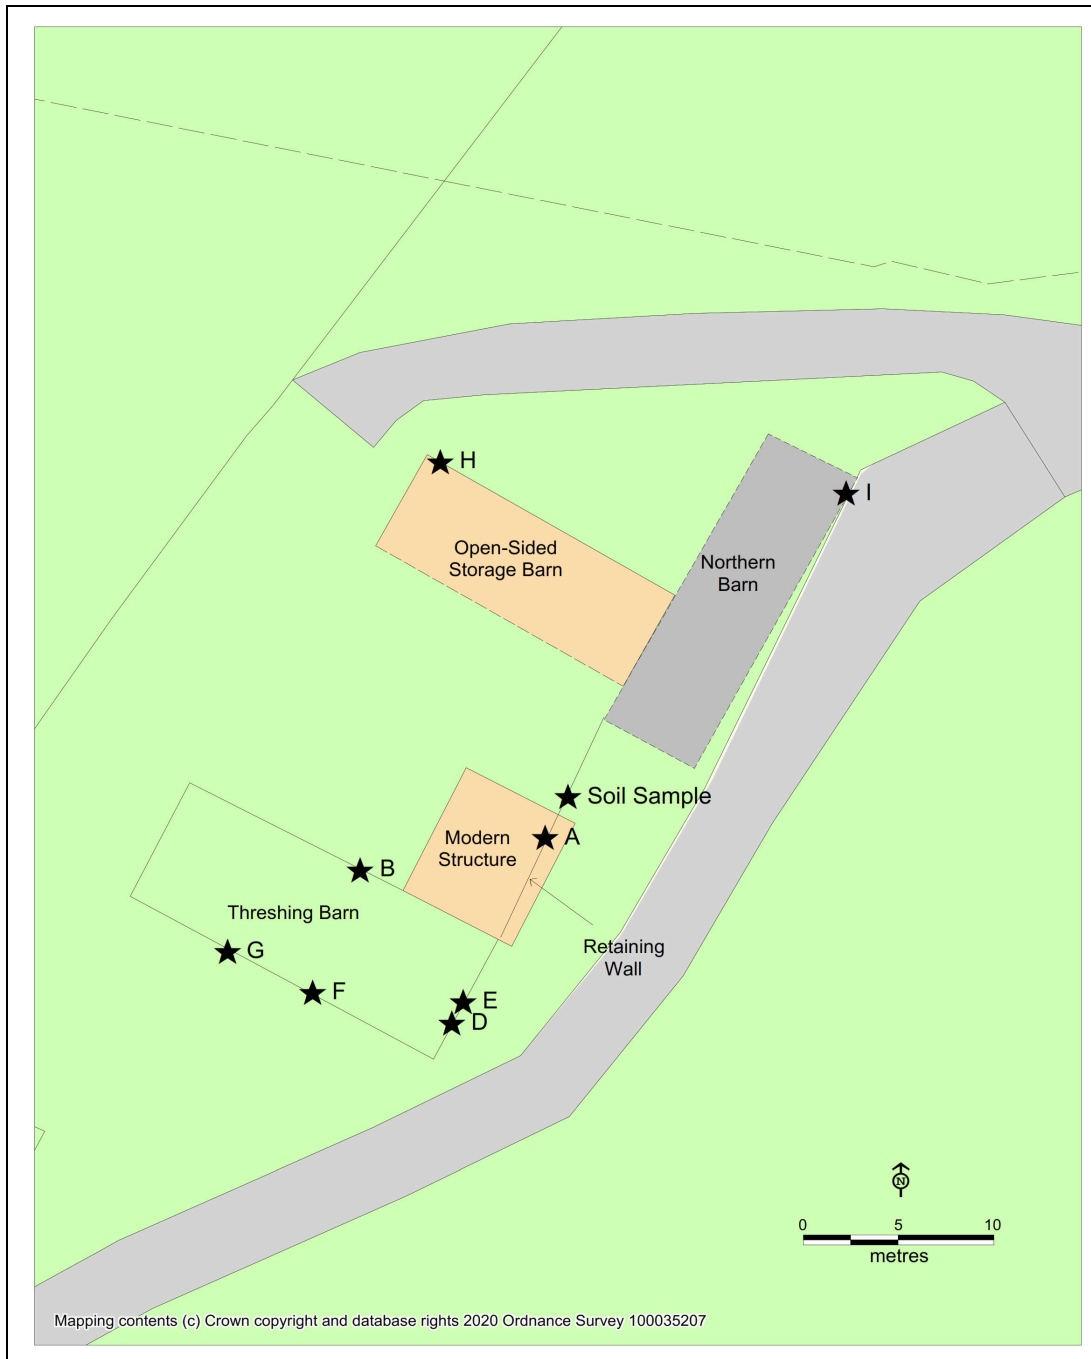 H
I
Open-Sided
Storage Barn
Northern
Barn
Soil Sample
A
Modern
Structure
B
Threshing Barn
Retaining
Wall
G
F
E
D
N
0 5 10
metres
Mapping contents (c) Crown copyright and database rights 2020 Ordnance Survey 100035207